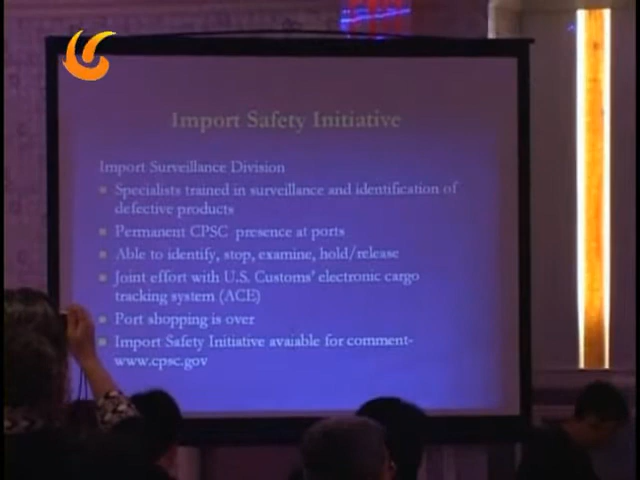 Import Safety Initiative
Import Surveillance Division
Specialists trained in surveillance and identification of
defective products
Permanent CPSC presence at ports
Able to identify, stop, examine, hold/release
Joint effort with U.S. Customs' electronic cargo
tracking system (ACE)
Port shopping is over
Import Safety Initiative avaiable for comment-
www.cpsc.gov